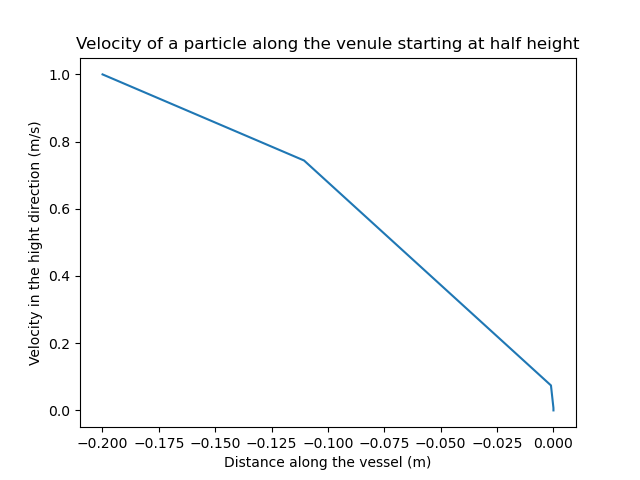 Velocity of a particle along the venule starting at half height
1.0
0.8
0.6
0.4
0.2
0.0
Velocity in the hight direction (m/s)
−0.200 −0.175 −0.150 −0.125 −0.100 −0.075 −0.050 −0.025 0.000
Distance along the vessel (m)